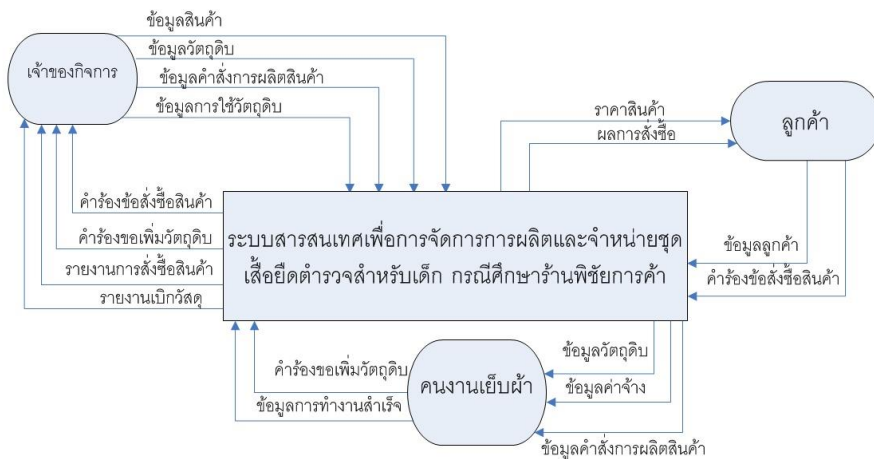 ข้อมูลสินค้า
ข้อมูลวัตถุดิบ
เจ้าของกิจการ
ข้อมูลคำสั่งการผลิตสินค้า
ข้อมูลการใช้วัตถุดิบ
ราคาสินค้า
ผลการสั่งซื้อ
ลูกค้า
คำร้องข้อสั่งซื้อสินค้า
คำร้องขอเพิ่มวัตถุดิบ
รายงานการสั่งซื้อสินค้า
รายงานเบิกวัสดุ
ระบบสารสนเทศเพื่อการจัดการการผลิตและจำหน่ายชุด
เสื้อยืดตำรวจสำหรับเด็ก กรณีศึกษาร้านพิชัยการค้า
ข้อมูลลูกค้า
คำร้องข้อสั่งซื้อสินค้า
คำร้องขอเพิ่มวัตถุดิบ
ข้อมูลการทำงานสำเร็จ
คนงานเย็บผ้า
ข้อมูลวัตถุดิบ
ข้อมูลค่าจ้าง
ข้อมูลคำสั่งการผลิตสินค้า